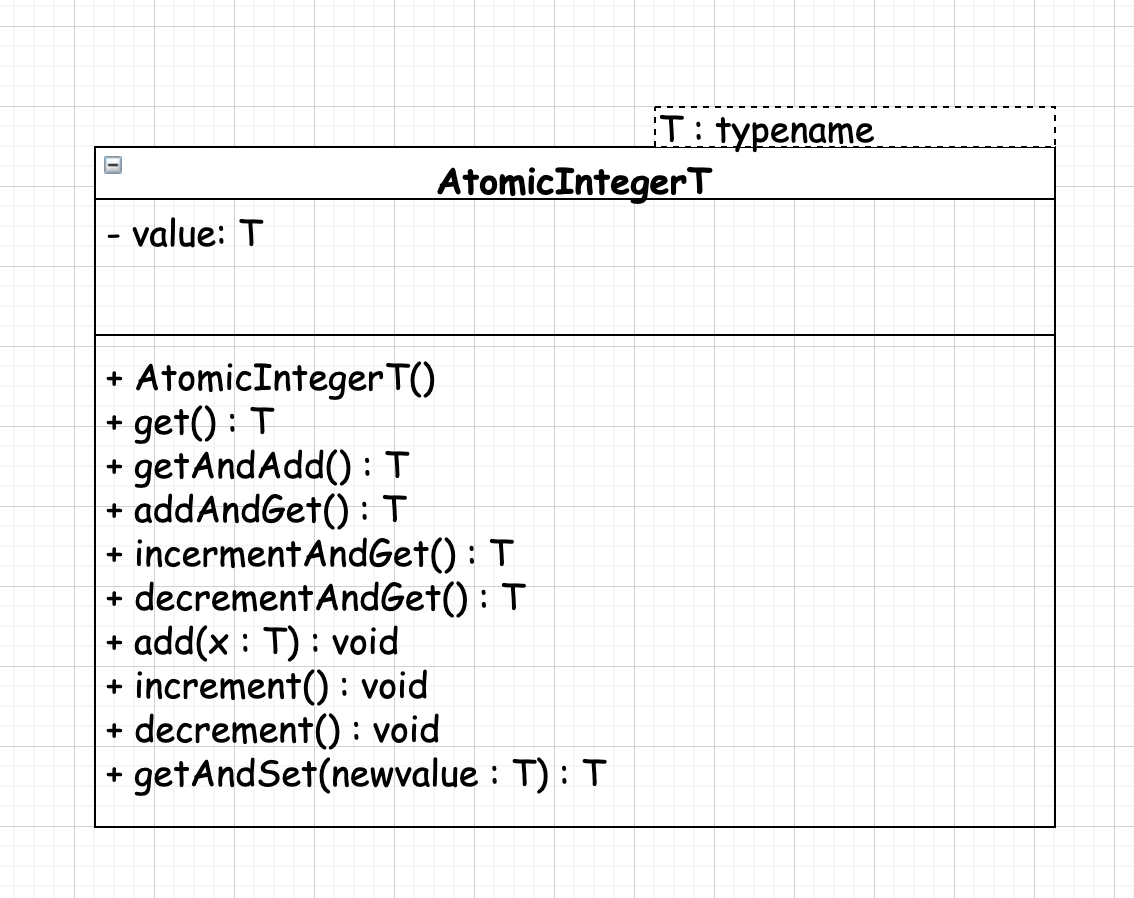 T : typename
AtomicIntegerT
- value: T
+ AtomicIntegerT()
+ get() : T
+ getAndAdd() : T
+ addAndGet() : T
+ incermentAndGet() : T
+ decrementAndGet() : T
+ add(x : T) : void
+ increment() : void
+ decrement() : void
+ getAndSet(newvalue : T) : T